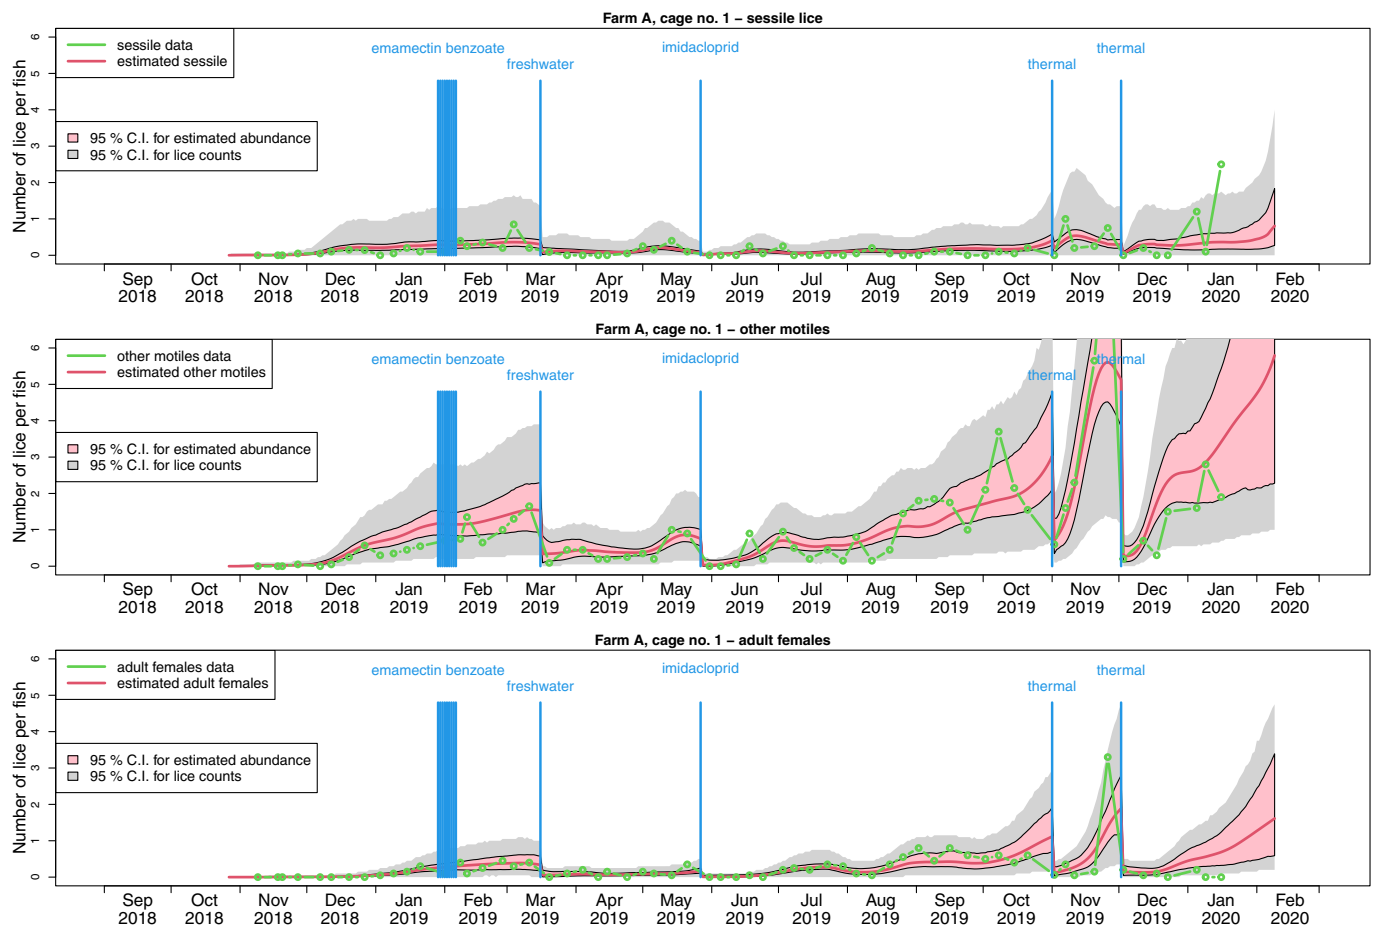 Farm A, cage no. 1 − sessile lice
Number of lice per fish
0 1 2 3 4 5 6
sessile data
estimated sessile
95 % C.I. for estimated abundance
95 % C.I. for lice counts
emamectin benzoate
freshwater
imidacloprid
thermal
thermal
Sep Oct Nov Dec Jan Feb Mar Apr May Jun Jul Aug Sep Oct Nov Dec Jan Feb
2018 2018 2018 2018 2019 2019 2019 2019 2019 2019 2019 2019 2019 2019 2019 2019 2020 2020
Farm A, cage no. 1 − other motiles
Number of lice per fish
0 1 2 3 4 5 6
other motiles data
estimated other motiles
95 % C.I. for estimated abundance
95 % C.I. for lice counts
emamectin benzoate
freshwater
imidacloprid
thermal
thermal
Sep Oct Nov Dec Jan Feb Mar Apr May Jun Jul Aug Sep Oct Nov Dec Jan Feb
2018 2018 2018 2018 2019 2019 2019 2019 2019 2019 2019 2019 2019 2019 2019 2019 2020 2020
Farm A, cage no. 1 − adult females
Number of lice per fish
0 1 2 3 4 5 6
adult females data
estimated adult females
95 % C.I. for estimated abundance
95 % C.I. for lice counts
emamectin benzoate
freshwater
imidacloprid
thermal
thermal
Sep Oct Nov Dec Jan Feb Mar Apr May Jun Jul Aug Sep Oct Nov Dec Jan Feb
2018 2018 2018 2018 2019 2019 2019 2019 2019 2019 2019 2019 2019 2019 2019 2019 2020 2020